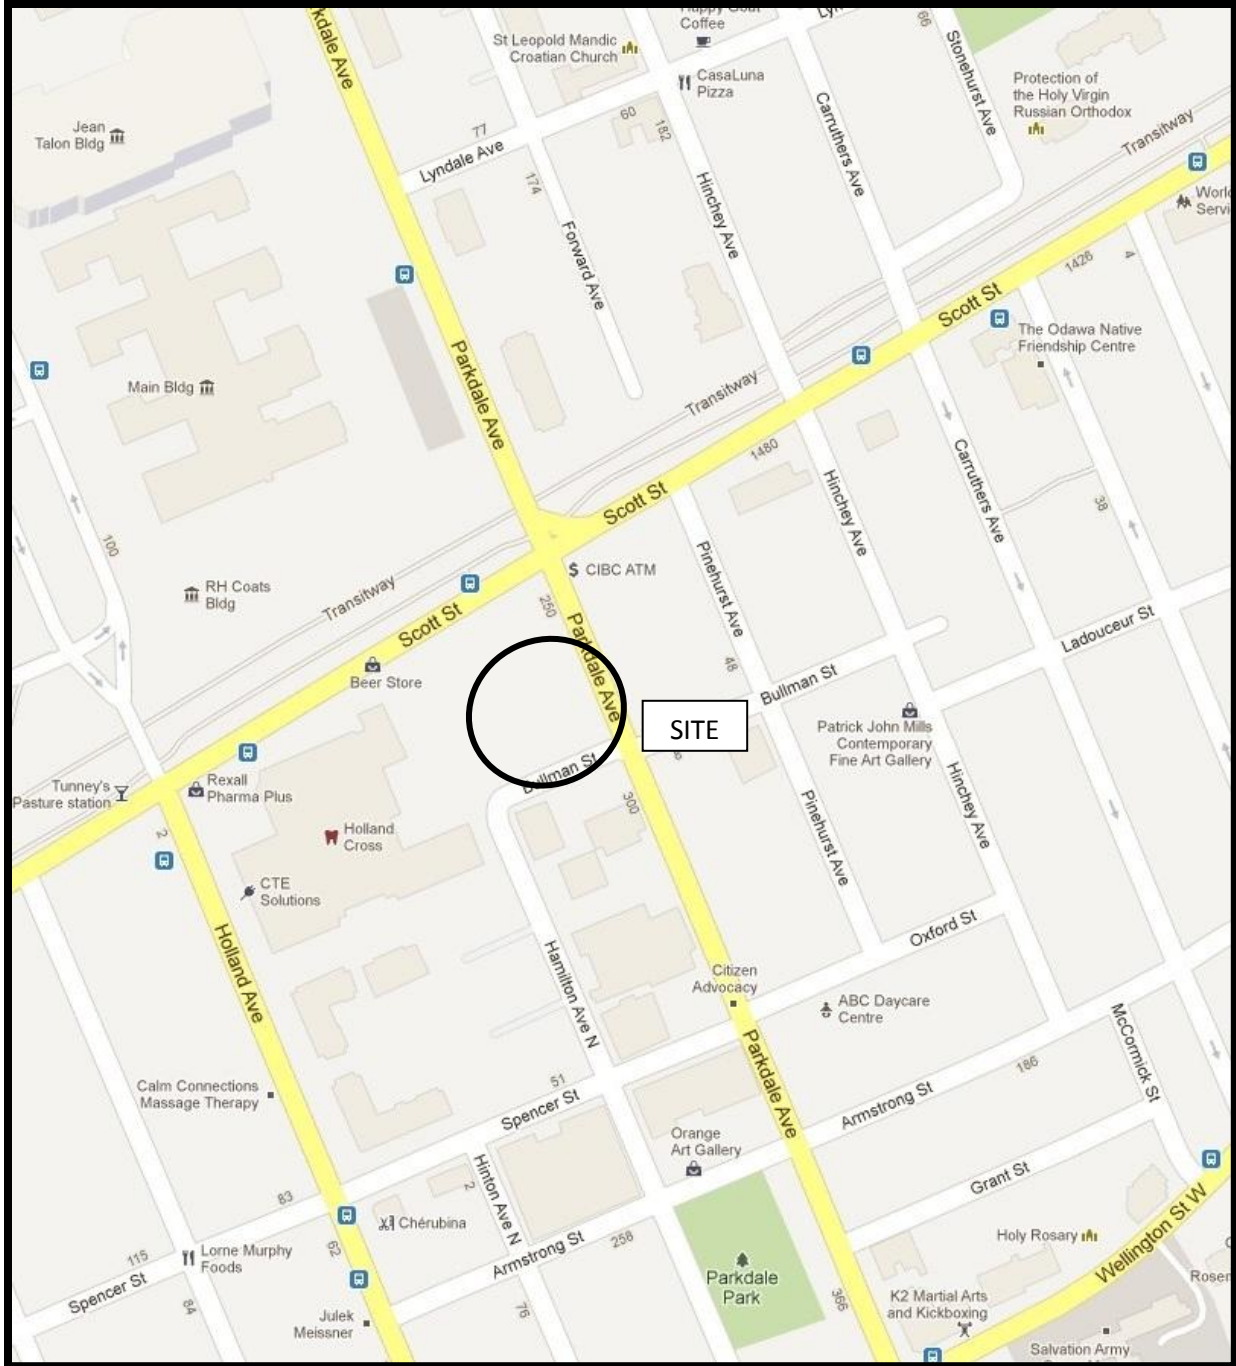 kdale Ave
St Leopold Mandic
Croatian Church
Happy Goat
Coffee
Lyn
66
Stonehurst Ave
CasaLuna
Pizza
Protection of
the Holy Virgin
Russian Orthodox
Jean
Talon Bldg
77
60
182
Carruthers Ave
Transitway
Lyndale Ave
174
Hinchey Ave
World
Servi
Forward Ave
1426
4
Scott St
The Odawa Native
Friendship Centre
Parkdale Ave
Main Bldg
Transitway
1480
Scott St
Hinchey Ave
Carruthers Ave
38
100
Pinehurst Ave
$ CIBC ATM
RH Coats
Bldg
Transitway
250
Scott St
Parkdale Ave
Ladouceur St
48
Beer Store
Bullman St
SITE
Patrick John Mills
Contemporary
Fine Art Gallery
Bullman St
Tunney's
Pasture station
Rexall
Pharma Plus
300
Hinchey Ave
Pinehurst Ave
2
Holland
Cross
CTE
Solutions
Oxford St
Holland Ave
Hamilton Ave N
Citizen
Advocacy
ABC Daycare
Centre
McCormick St
Parkdale Ave
186
Calm Connections
Massage Therapy
51
Spencer St
Armstrong St
Orange
Art Gallery
Grant St
Hinton Ave N
2
83
Chérubina
Holy Rosary
Wellington St W
115
Lorne Murphy
Foods
62
Armstrong St
258
Spencer St
84
Parkdale
Park
Rosem
Julek
Meissner
76
366
K2 Martial Arts
and Kickboxing
Salvation Army